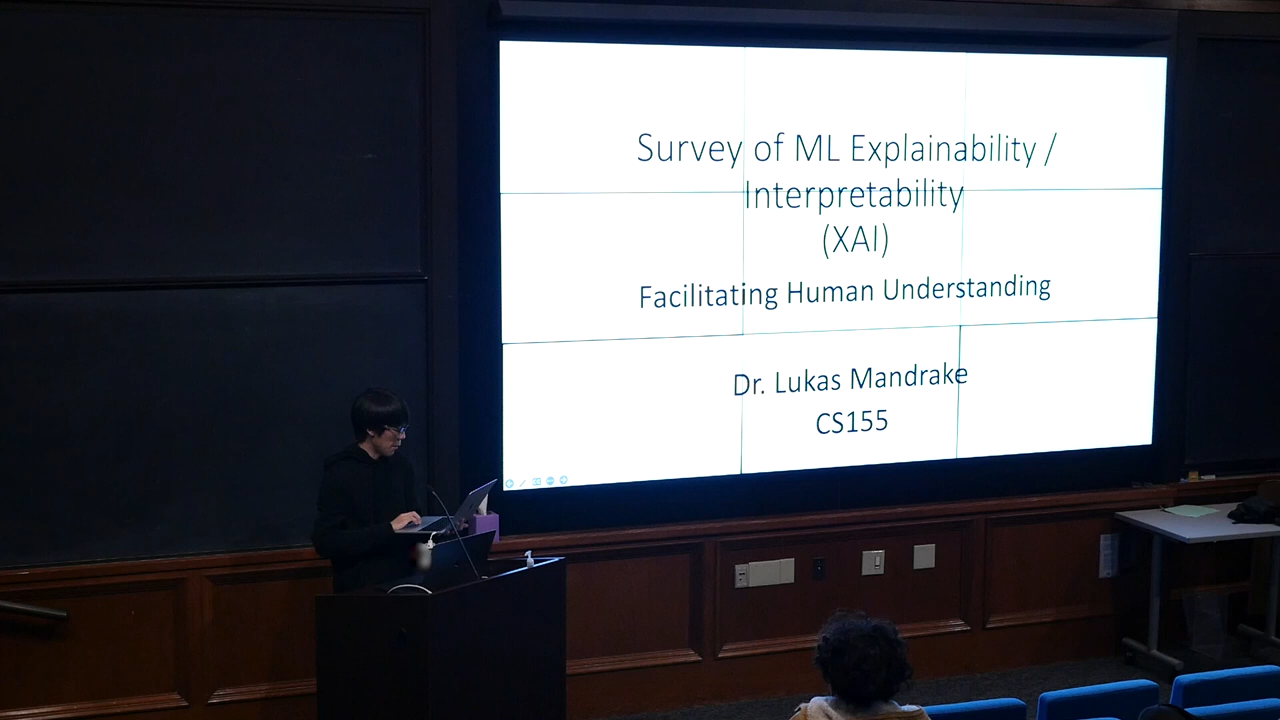 Survey of ML Explainability /
Interpretability
(XAI)
Facilitating Human Understanding
Dr. Lukas Mandrake
CS155